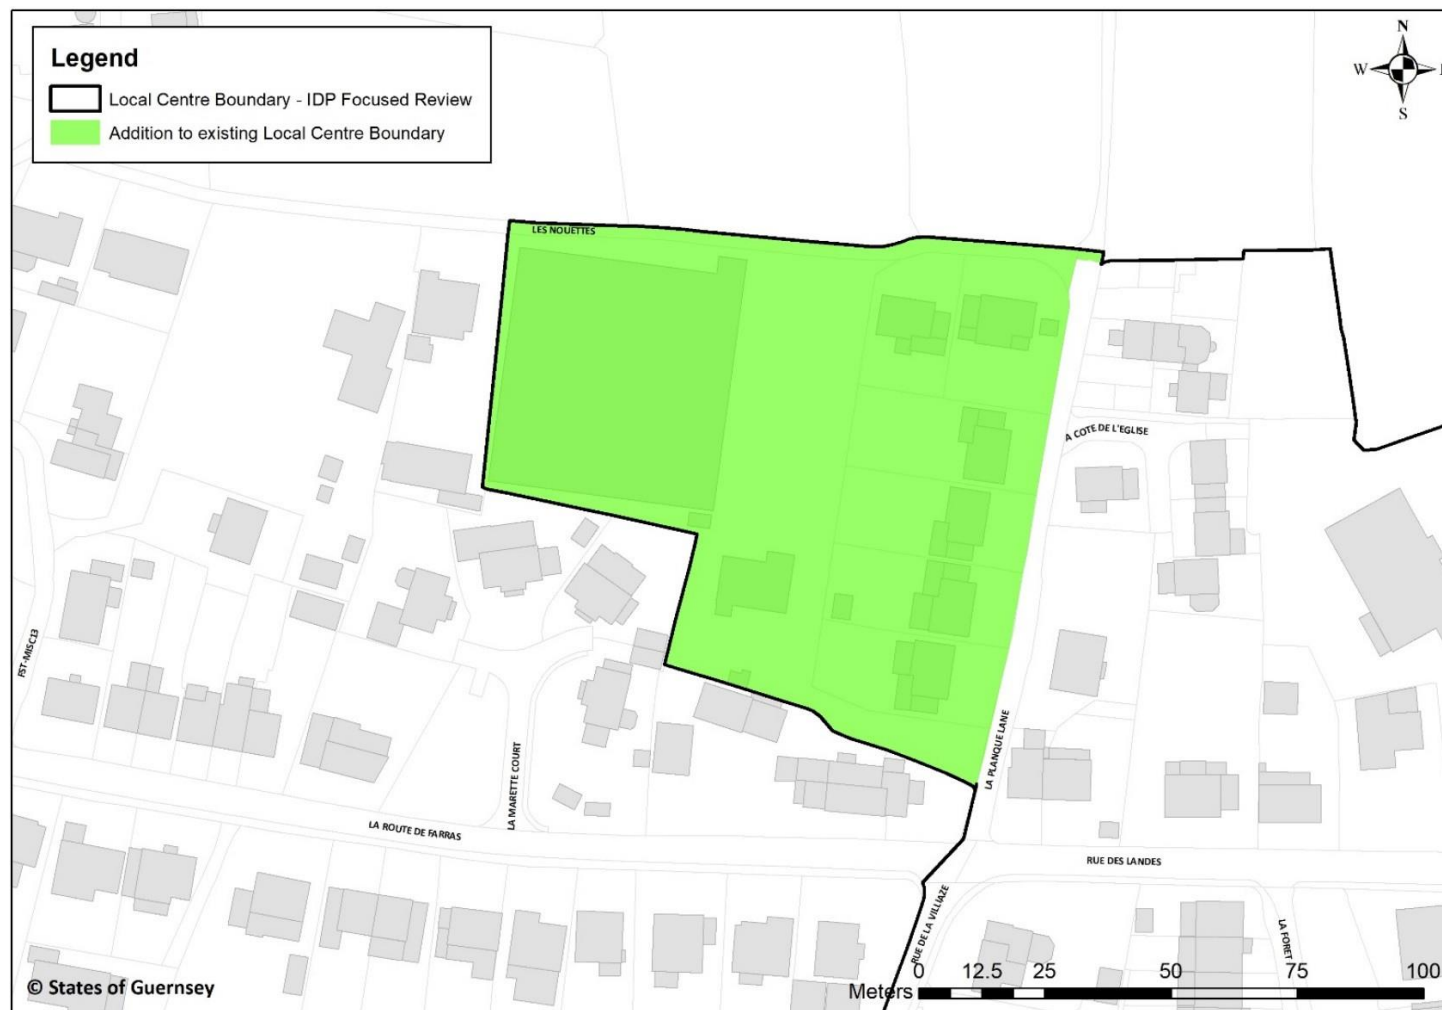 Legend
Local Centre Boundary - IDP Focused Review
Addition to existing Local Centre Boundary
N
W
S
LES NOUETTES
A COTE DE L'EGLISE
FST-MISC13
LA MARETTE COURT
LA PLANQUE LANE
LA ROUTE DE FARRAS
RUE DES LANDES
RUE DE LA VILLIAZE
LA FORET
© States of Guernsey
0 12.5 25 50 75 100
Meters